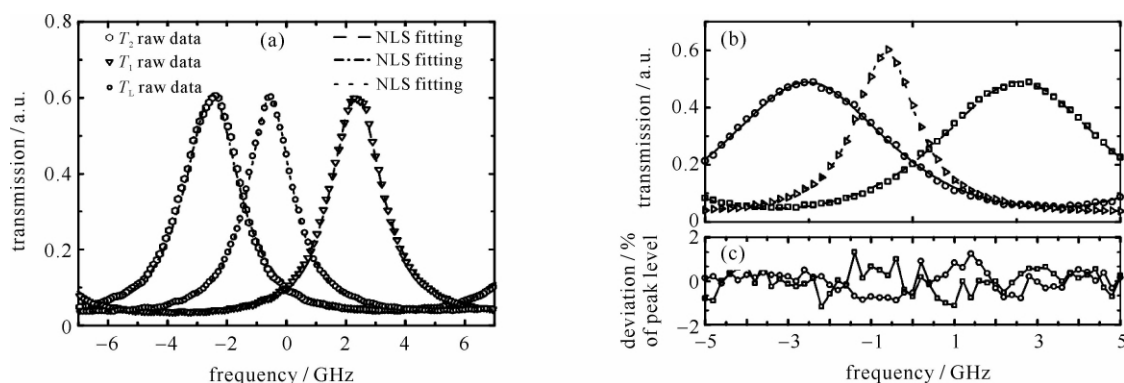 0.8
0.6
0.4
0.2
0
transmission / a.u.
(a)
T₂ raw data
T₁ raw data
T_L raw data
NLS fitting
NLS fitting
NLS fitting
−6 −4 −2 0 2 4 6
frequency / GHz
(b)
0.6
0.4
0.2
0
transmission / a.u.
(c)
2
0
−2
deviation / %
of peak level
−5 −3 −1 1 3 5
frequency / GHz